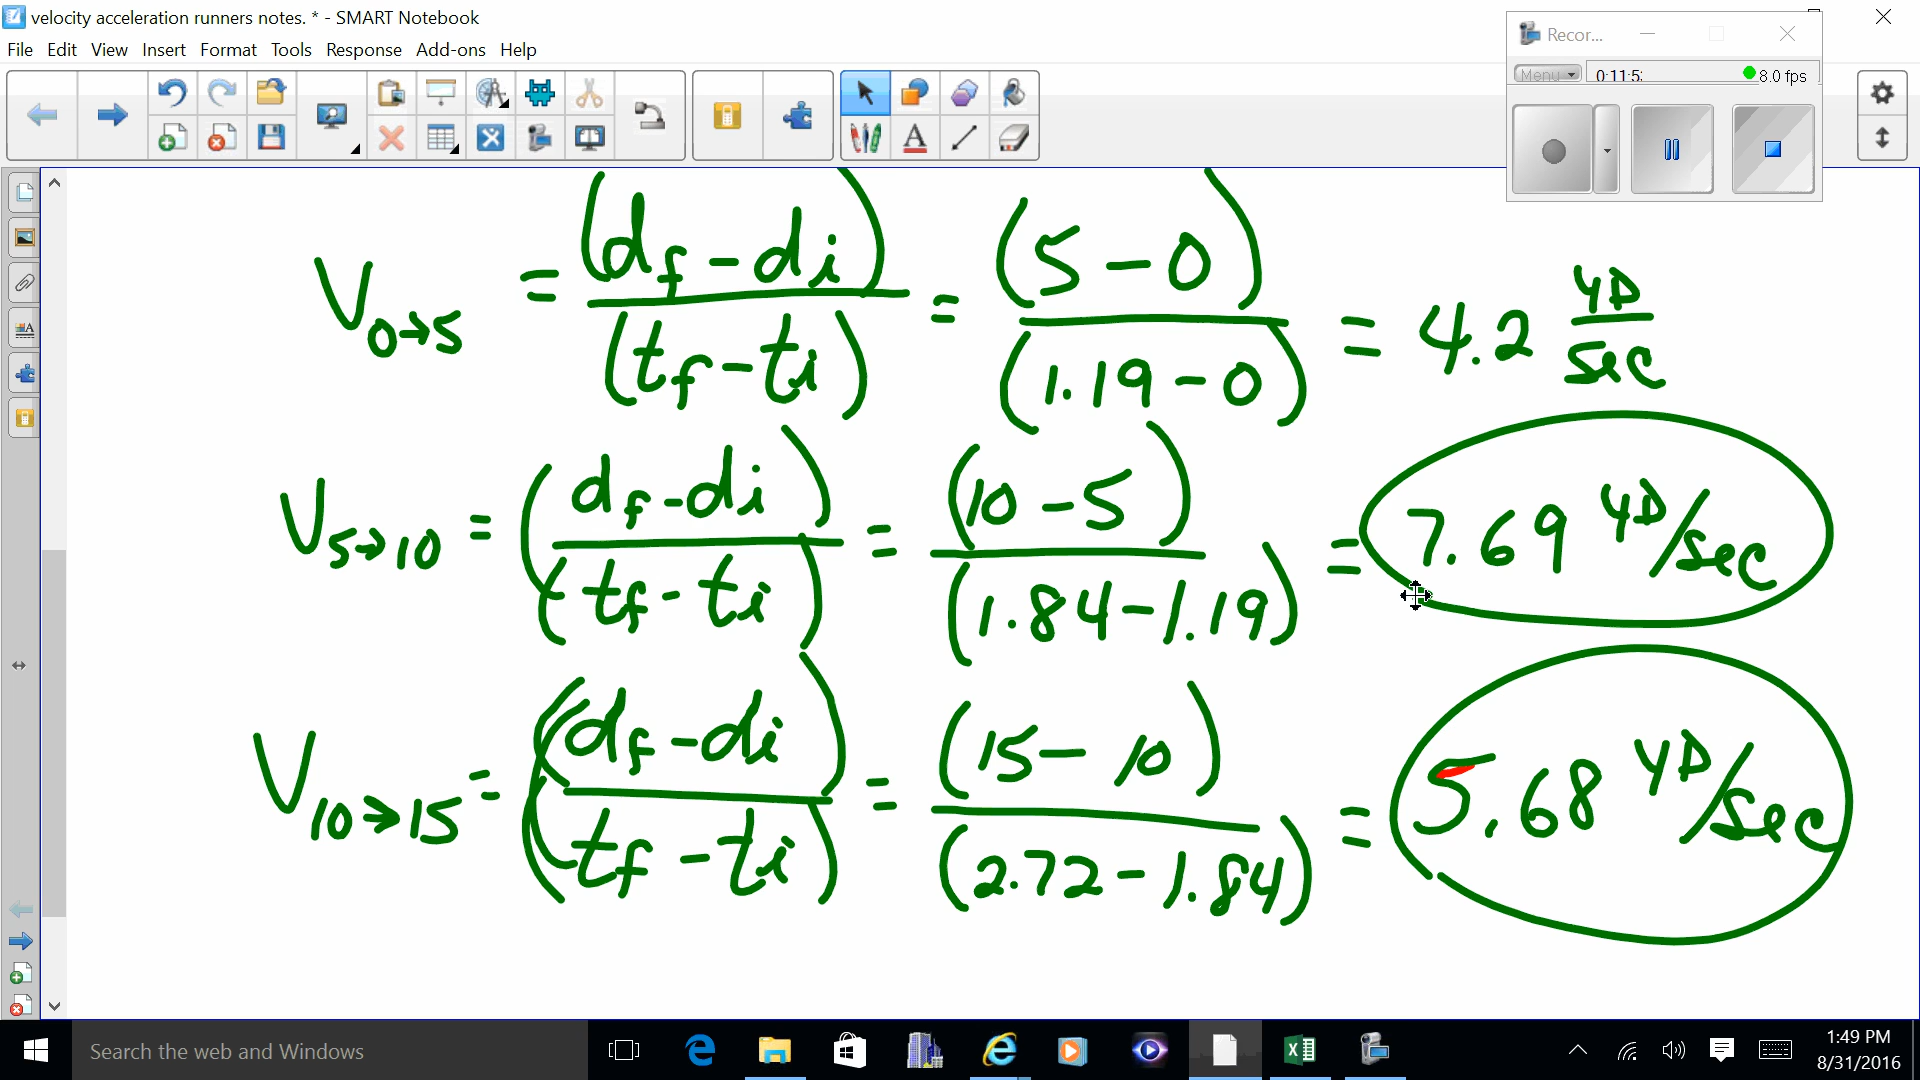 velocity acceleration runners notes. * - SMART Notebook
File Edit View Insert Format Tools Response Add-ons Help
Recor...
Menu 0:11:5 8.0 fps
V0→5 = (df - di) / (tf - ti) = (5 - 0) / (1.19 - 0) = 4.2 YD/sec
V5→10 = (df - di) / (tf - ti) = (10 - 5) / (1.84 - 1.19) = 7.69 YD/sec
V10→15 = (df - di) / (tf - ti) = (15 - 10) / (2.72 - 1.84) = 5.68 YD/sec
Search the web and Windows
1:49 PM
8/31/2016